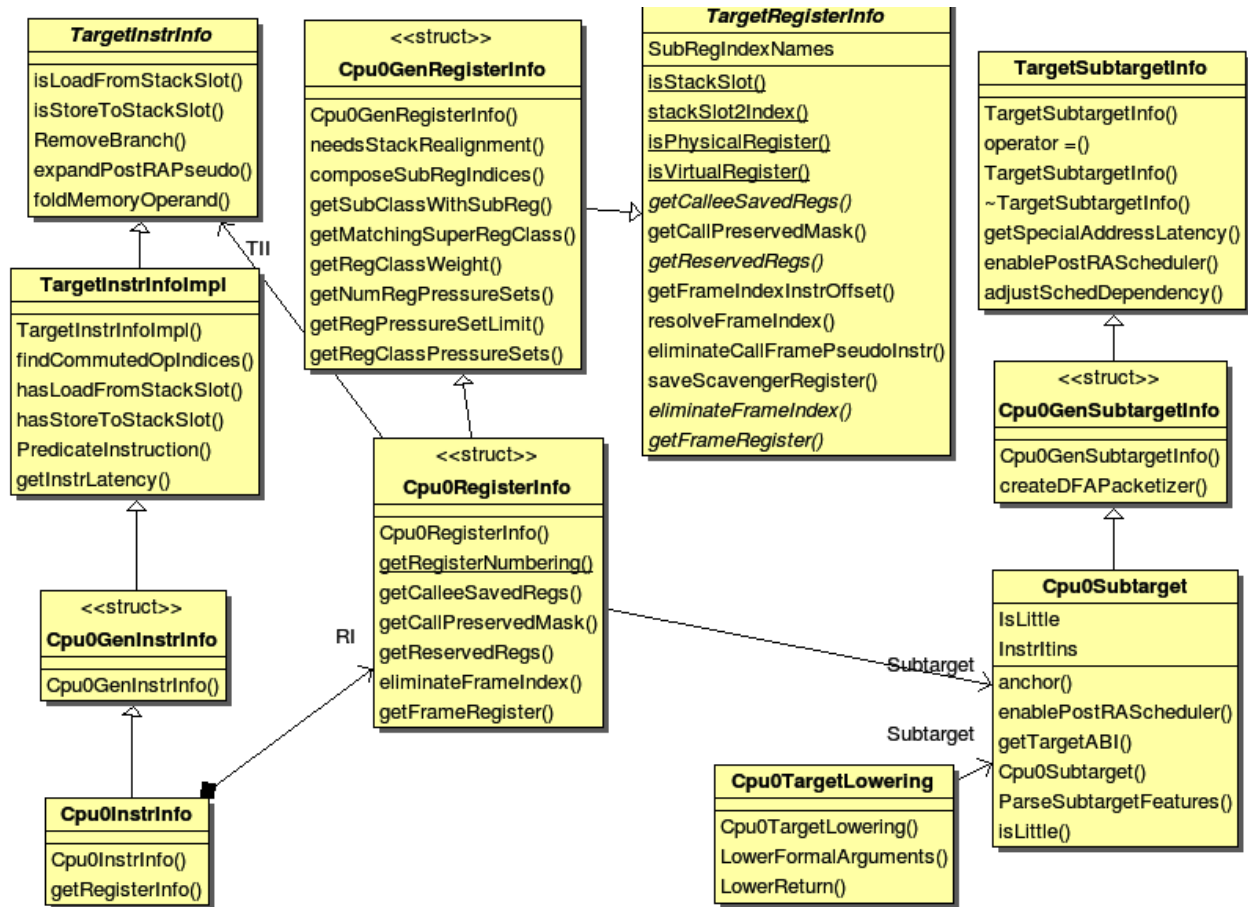 TargetInstrInfo
isLoadFromStackSlot()
isStoreToStackSlot()
RemoveBranch()
expandPostRAPseudo()
foldMemoryOperand()
<<struct>>
Cpu0GenRegisterInfo
Cpu0GenRegisterInfo()
needsStackRealignment()
composeSubRegIndices()
getSubClassWithSubReg()
getMatchingSuperRegClass()
getRegClassWeight()
getNumRegPressureSets()
getRegPressureSetLimit()
getRegClassPressureSets()
TargetRegisterInfo
SubRegIndexNames
isStackSlot()
stackSlot2Index()
isPhysicalRegister()
isVirtualRegister()
getCalleeSavedRegs()
getCallPreservedMask()
getReservedRegs()
getFrameIndexInstrOffset()
resolveFrameIndex()
eliminateCallFramePseudoInstr()
saveScavengerRegister()
eliminateFrameIndex()
getFrameRegister()
TargetSubtargetInfo
TargetSubtargetInfo()
operator =()
TargetSubtargetInfo()
~TargetSubtargetInfo()
getSpecialAddressLatency()
enablePostRAScheduler()
adjustSchedDependency()
TII
TargetInstrInfoImpl
TargetInstrInfoImpl()
findCommutedOpIndices()
hasLoadFromStackSlot()
hasStoreToStackSlot()
PredicateInstruction()
getInstrLatency()
<<struct>>
Cpu0GenSubtargetInfo
Cpu0GenSubtargetInfo()
createDFAPacketizer()
<<struct>>
Cpu0RegisterInfo
Cpu0RegisterInfo()
getRegisterNumbering()
getCalleeSavedRegs()
getCallPreservedMask()
getReservedRegs()
eliminateFrameIndex()
getFrameRegister()
<<struct>>
Cpu0GenInstrInfo
Cpu0GenInstrInfo()
RI
Subtarget
Subtarget
Cpu0Subtarget
IsLittle
InstrItins
anchor()
enablePostRAScheduler()
getTargetABI()
Cpu0Subtarget()
ParseSubtargetFeatures()
isLittle()
Cpu0InstrInfo
Cpu0InstrInfo()
getRegisterInfo()
Cpu0TargetLowering
Cpu0TargetLowering()
LowerFormalArguments()
LowerReturn()